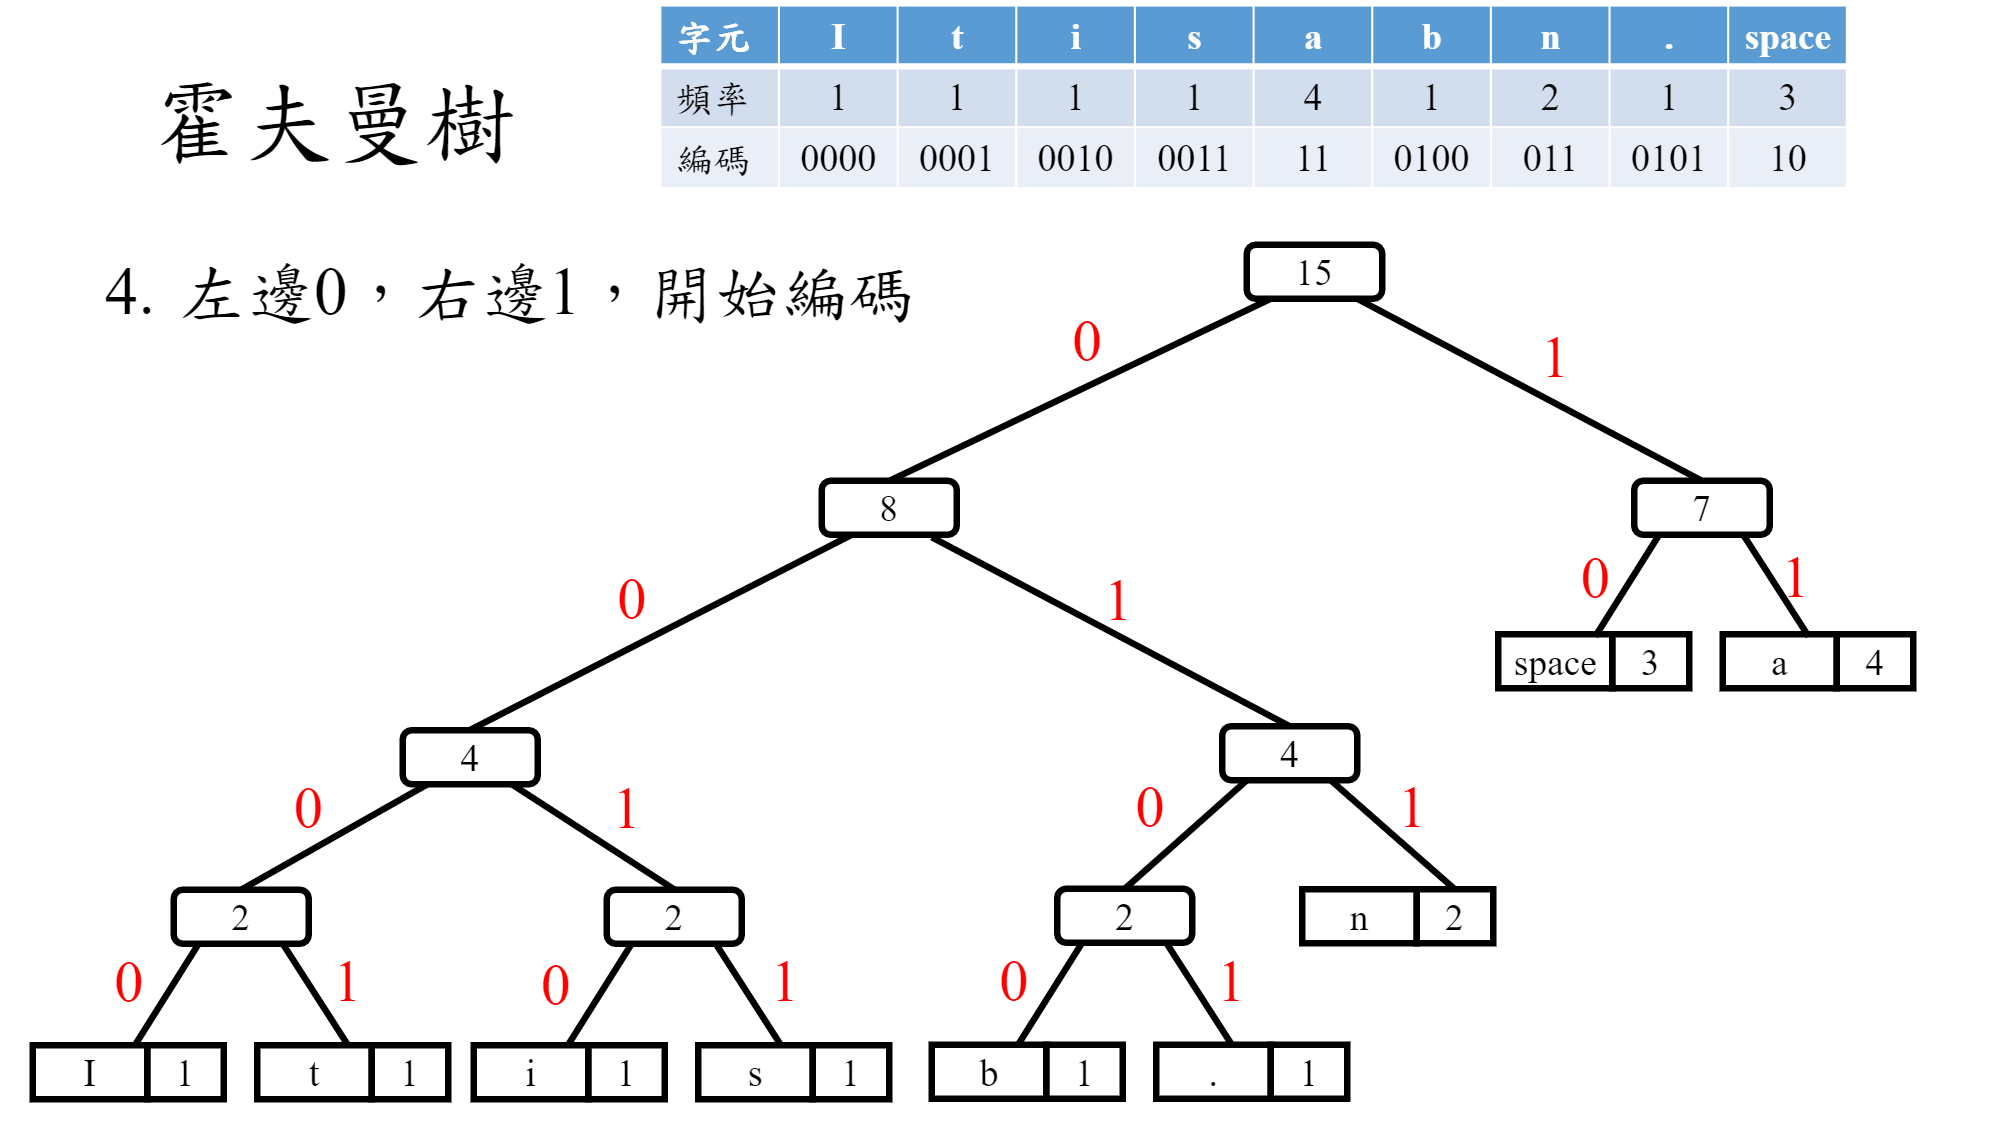 字元 I t i s a b n . space
頻率 1 1 1 1 4 1 2 1 3
編碼 0000 0001 0010 0011 11 0100 011 0101 10
霍夫曼樹
4. 左邊0，右邊1，開始編碼
15
0 1
8 7
0 1 0 1
space 3 a 4
4 4
0 1 0 1
2 2 2 n 2
0 1 0 1 0 1
I 1 t 1 i 1 s 1 b 1 . 1